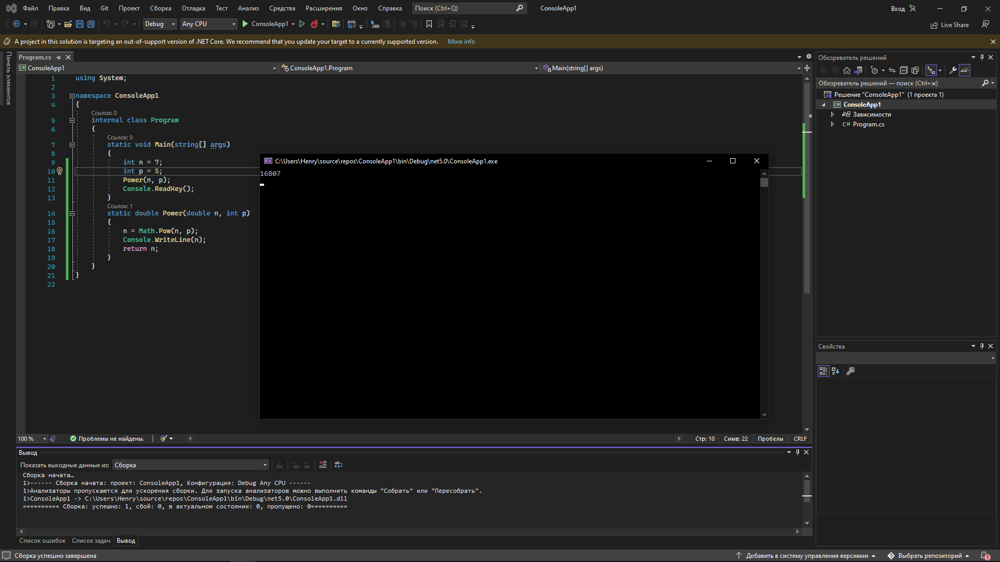 Файл Правка Вид Git Проект Сборка Отладка Тест Анализ Средства Расширения Окно Справка Поиск (Ctrl+Q) ConsoleApp1 Вход
Debug Any CPU ConsoleApp1 Live Share
A project in this solution is targeting an out-of-support version of .NET Core. We recommend that you update your target to a currently supported version. More info
Панель элементов
Program.cs
ConsoleApp1 ConsoleApp1.Program Main(string[] args)
1 using System;
2
3 namespace ConsoleApp1
4 {
Ссылок: 0
5 internal class Program
6 {
Ссылок: 0
7 static void Main(string[] args)
8 {
9 int n = 7;
10 int p = 5;
11 Power(n, p);
12 Console.ReadKey();
13 }
Ссылок: 1
14 static double Power(double n, int p)
15 {
16 n = Math.Pow(n, p);
17 Console.WriteLine(n);
18 return n;
19 }
20 }
21 }
22
C:\Users\Henry\source\repos\ConsoleApp1\bin\Debug\net5.0\ConsoleApp1.exe
16807
100 % Проблемы не найдены. Стр: 10 Симв: 22 Пробелы CRLF
Вывод
Показать выходные данные из: Сборка
Сборка начата…
1>------ Сборка начата: проект: ConsoleApp1, Конфигурация: Debug Any CPU ------
1>Анализаторы пропускаются для ускорения сборки. Для запуска анализаторов можно выполнить команды "Собрать" или "Пересобрать".
1>ConsoleApp1 -> C:\Users\Henry\source\repos\ConsoleApp1\bin\Debug\net5.0\ConsoleApp1.dll
========== Сборка: успешно: 1, сбой: 0, в актуальном состоянии: 0, пропущено: 0==========
Список ошибок Список задач Вывод
Обозреватель решений
Обозреватель решений — поиск (Ctrl+ж)
Решение "ConsoleApp1" (1 проекта 1)
C# ConsoleApp1
Зависимости
C# Program.cs
Свойства
Сборка успешно завершена Добавить в систему управления версиями Выбрать репозиторий 1